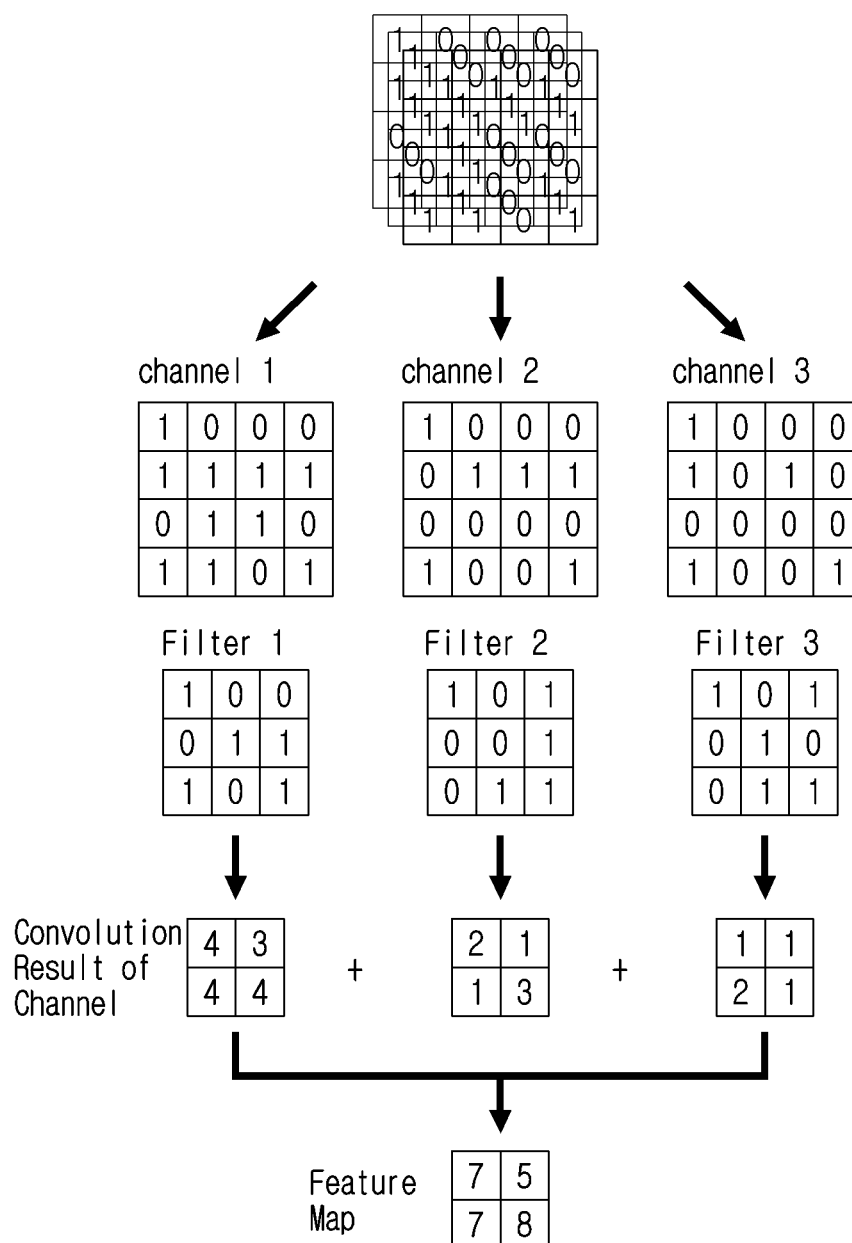 channel 1 channel 2 channel 3
1 0 0 0 1 0 0 0 1 0 0 0
1 1 1 1 0 1 1 1 1 0 1 0
0 1 1 0 0 0 0 0 0 0 0 0
1 1 0 1 1 0 0 1 1 0 0 1
Filter 1 Filter 2 Filter 3
1 0 0 1 0 1 1 0 1
0 1 1 0 0 1 0 1 0
1 0 1 0 1 1 0 1 1
Convolution
Result of
Channel
4 3 2 1 1 1
+ +
4 4 1 3 2 1
Feature
Map
7 5
7 8